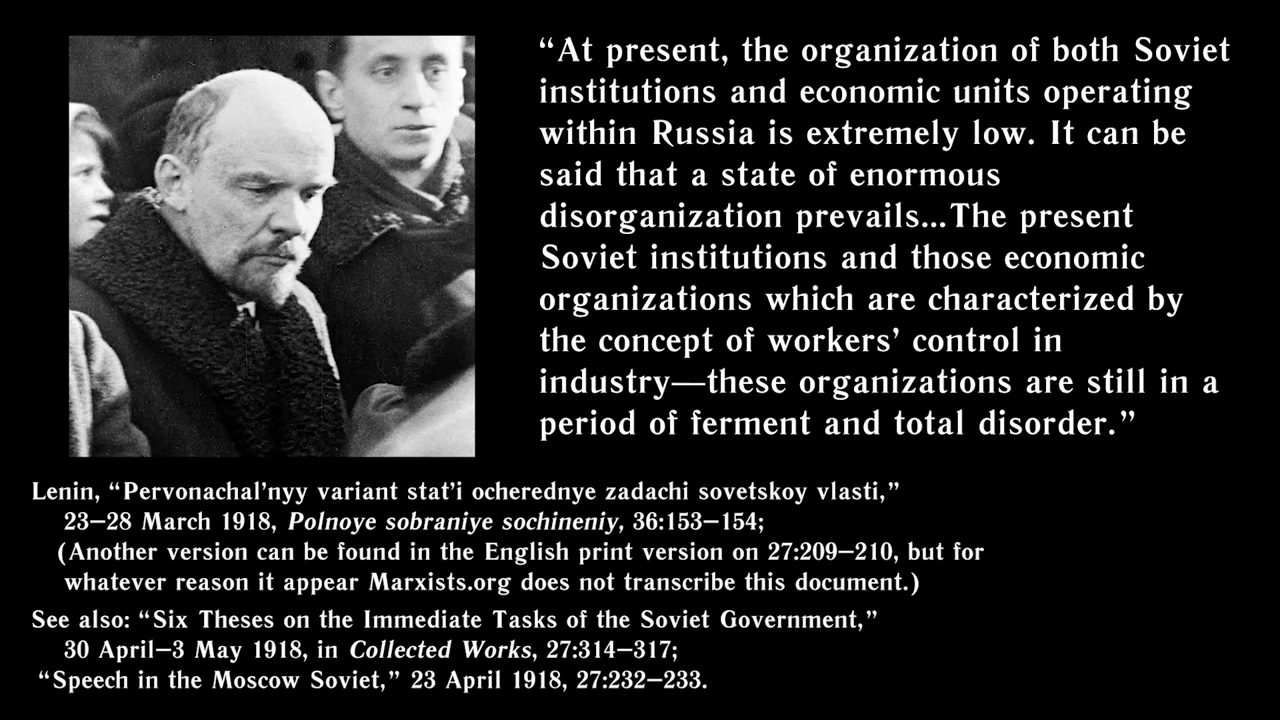 “At present, the organization of both Soviet
institutions and economic units operating
within Russia is extremely low. It can be
said that a state of enormous
disorganization prevails...The present
Soviet institutions and those economic
organizations which are characterized by
the concept of workers’ control in
industry—these organizations are still in a
period of ferment and total disorder.”
Lenin, “Pervonachal’nyy variant stat’i ocherednye zadachi sovetskoy vlasti,”
23–28 March 1918, Polnoye sobraniye sochineniy, 36:153–154;
(Another version can be found in the English print version on 27:209–210, but for
whatever reason it appear Marxists.org does not transcribe this document.)
See also: “Six Theses on the Immediate Tasks of the Soviet Government,”
30 April–3 May 1918, in Collected Works, 27:314–317;
“Speech in the Moscow Soviet,” 23 April 1918, 27:232–233.